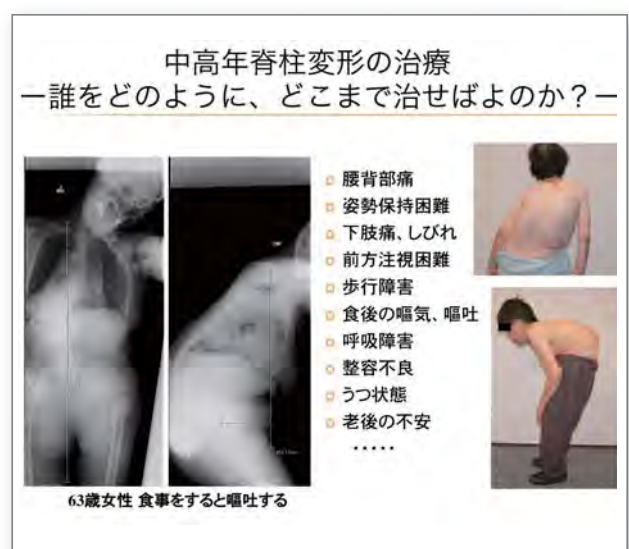 中高年脊柱変形の治療
ー誰をどのように、どこまで治せばよのか？ー
腰背部痛
姿勢保持困難
下肢痛、しびれ
前方注視困難
歩行障害
食後の嘔気、嘔吐
呼吸障害
整容不良
うつ状態
老後の不安
・・・・・
63歳女性 食事をすると嘔吐する